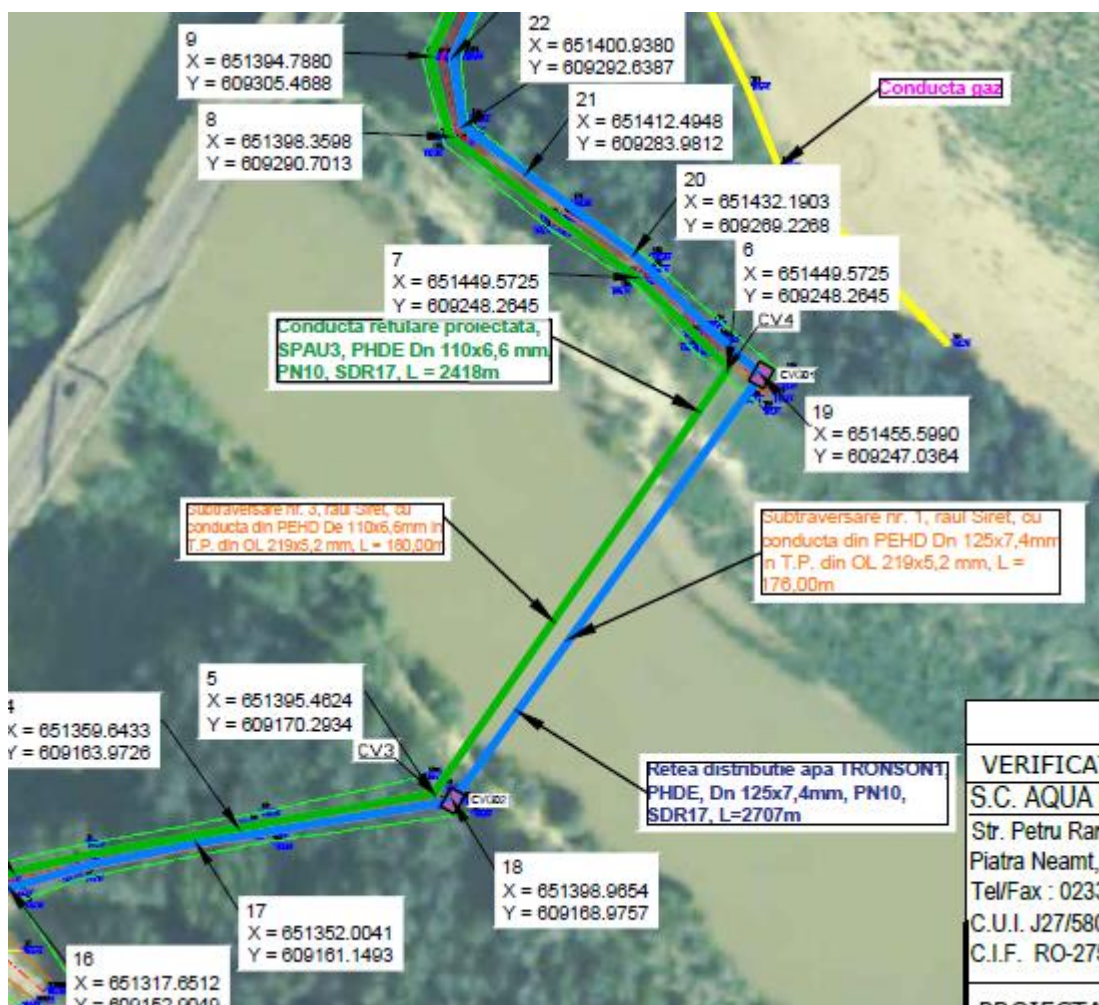 9
X = 651394.7880
Y = 609305.4688
22
X = 651400.9380
Y = 609292.6387
Conducta gaz
8
X = 651398.3598
Y = 609290.7013
21
X = 651412.4948
Y = 609283.9812
20
X = 651432.1903
Y = 609269.2268
7
X = 651449.5725
Y = 609248.2645
6
X = 651449.5725
Y = 609248.2645
CV4
Conducta refulare proiectata,
SPAU3, PHDE Dn 110x6,6 mm,
PN10, SDR17, L = 2418m
19
X = 651455.5990
Y = 609247.0364
Subtraversare nr. 3, raul Siret, cu
conducta din PEHD De 110x6,6mm in
T.P. din OL 219x5,2 mm, L = 180,00m
Subtraversare nr. 1, raul Siret, cu
conducta din PEHD Dn 125x7,4mm
in T.P. din OL 219x5,2 mm, L =
176,00m
5
X = 651395.4624
Y = 609170.2934
4
X = 651359.6433
Y = 609163.9726
CV3
Retea distributie apa TRONSON1,
PHDE, Dn 125x7,4mm, PN10,
SDR17, L=2707m
18
X = 651398.9654
Y = 609168.9757
17
X = 651352.0041
Y = 609161.1493
16
X = 651317.6512
Y = 609152.9049
VERIFICAT
S.C. AQUA
Str. Petru Rar
Piatra Neamt,
Tel/Fax : 0233
C.U.I. J27/580
C.I.F. RO-275
PROIECTA